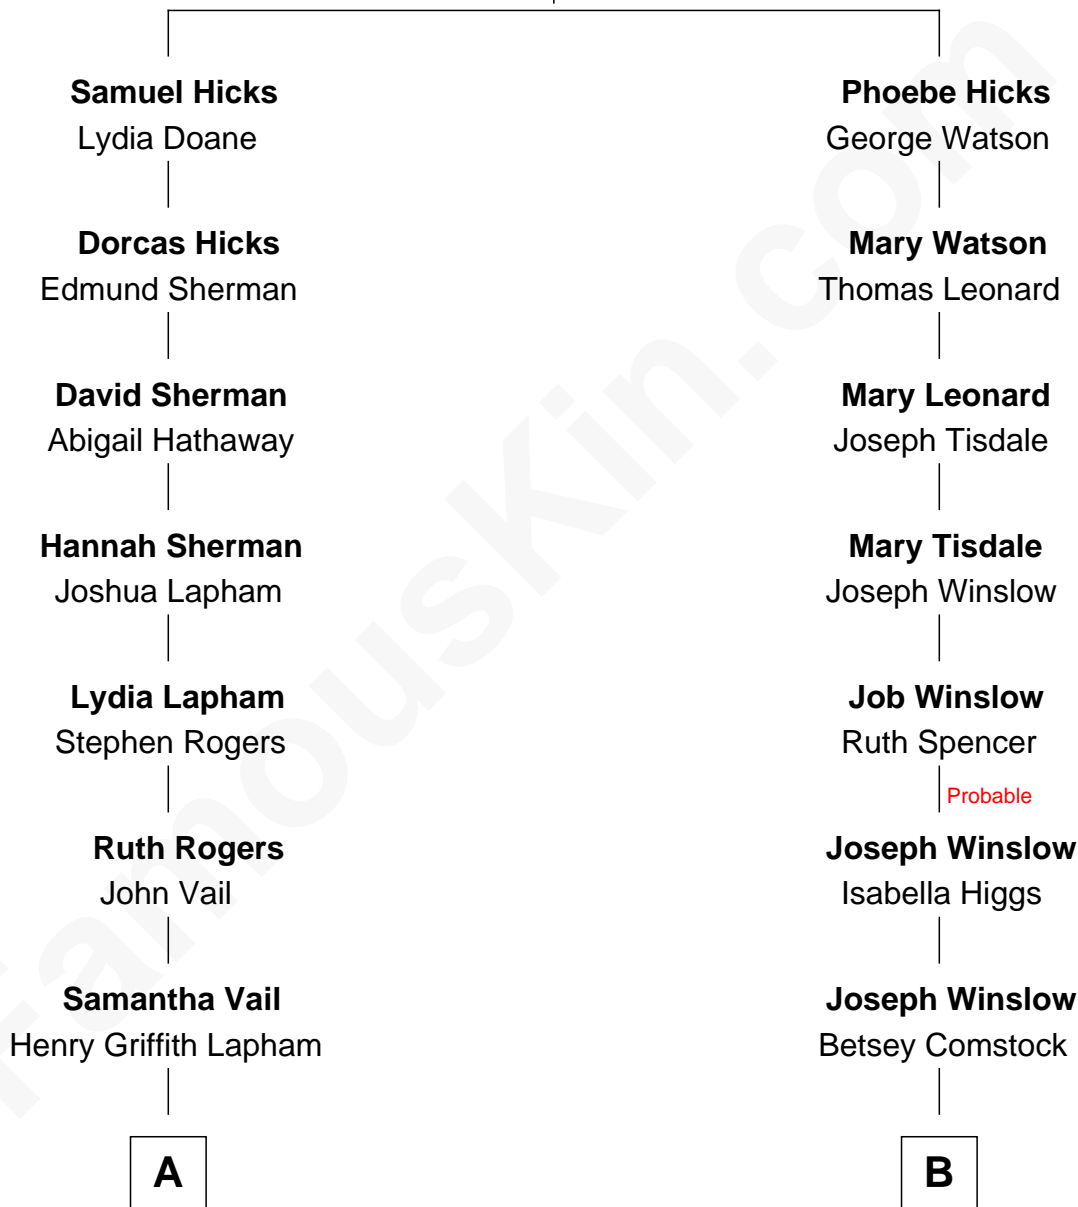 Samuel Hicks
Lydia Doane
Dorcas Hicks
Edmund Sherman
David Sherman
Abigail Hathaway
Hannah Sherman
Joshua Lapham
Lydia Lapham
Stephen Rogers
Ruth Rogers
John Vail
Samantha Vail
Henry Griffith Lapham
A
Phoebe Hicks
George Watson
Mary Watson
Thomas Leonard
Mary Leonard
Joseph Tisdale
Mary Tisdale
Joseph Winslow
Job Winslow
Ruth Spencer
Probable
Joseph Winslow
Isabella Higgs
Joseph Winslow
Betsey Comstock
B
FamousKin.com